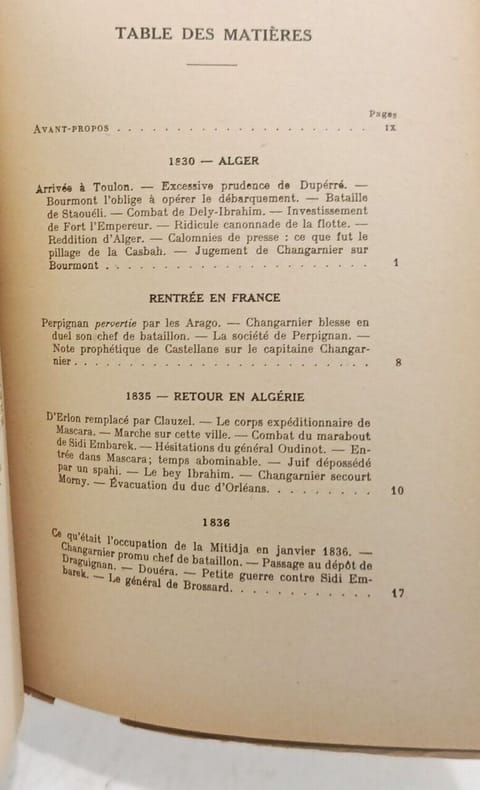 TABLE DES MATIÈRES
Pages
AVANT-PROPOS . . . . . . . . . . . . . . . . . . . . . IX
1830 — ALGER
Arrivée à Toulon. — Excessive prudence de Dupérré. —
Bourmont l'oblige à opérer le débarquement. — Bataille
de Staouéli. — Combat de Dely-Ibrahim. — Investissement
de Fort l'Empereur. — Ridicule canonnade de la flotte. —
Reddition d'Alger. — Calomnies de presse : ce que fut le
pillage de la Casbah. — Jugement de Changarnier sur
Bourmont . . . . . . . . . . . . . . . . . . . . . 1
RENTRÉE EN FRANCE
Perpignan pervertie par les Arago. — Changarnier blesse en
duel son chef de bataillon. — La société de Perpignan. —
Note prophétique de Castellane sur le capitaine Changar-
nier . . . . . . . . . . . . . . . . . . . . . . . 8
1835 — RETOUR EN ALGÉRIE
D'Erlon remplacé par Clauzel. — Le corps expéditionnaire de
Mascara. — Marche sur cette ville. — Combat du marabout
de Sidi Embarek. — Hésitations du général Oudinot. — En-
trée dans Mascara; temps abominable. — Juif dépossédé
par un spahi. — Le bey Ibrahim. — Changarnier secourt
Morny. — Évacuation du duc d'Orléans. . . . . . . . . 10
1836
Ce qu'était l'occupation de la Mitidja en janvier 1836. —
Changarnier promu chef de bataillon. — Passage au dépôt de
Draguignan. — Douéra. — Petite guerre contre Sidi Em-
barek. — Le général de Brossard. . . . . . . . . . . . 17